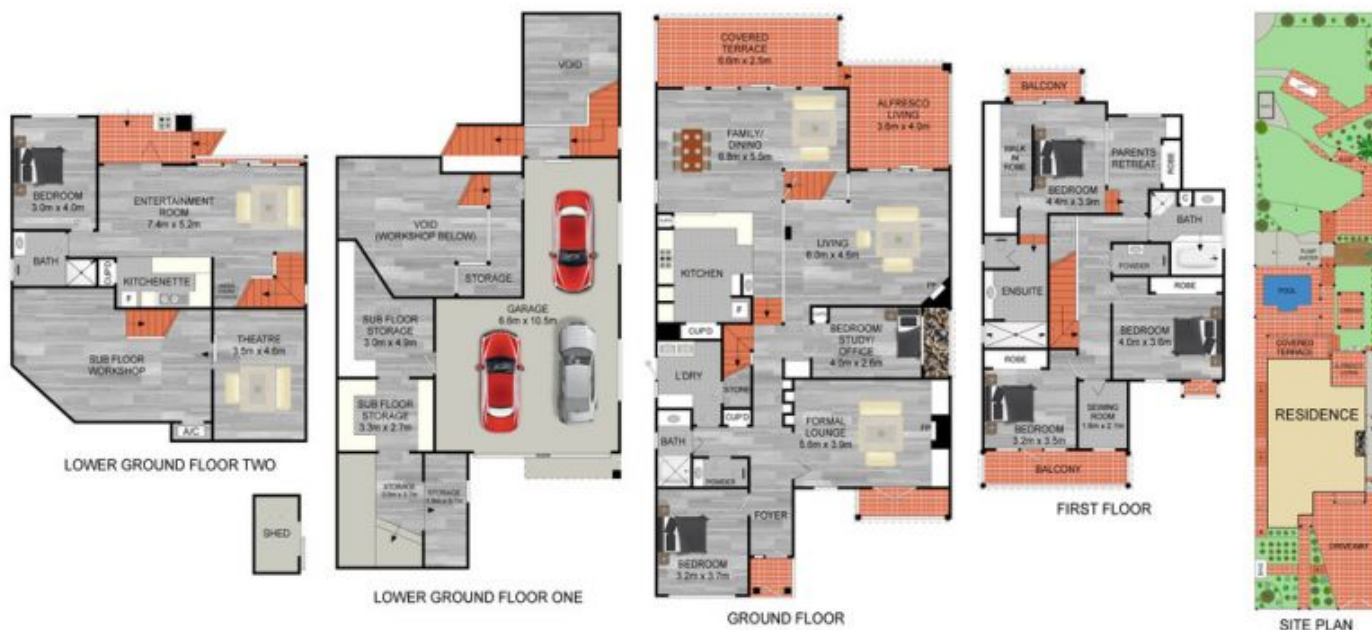 BEDROOM
3.0m x 4.0m
ENTERTAINMENT
ROOM
7.4m x 5.2m
BATH
CUP'D
KITCHENETTE
F
SUB FLOOR
WORKSHOP
THEATRE
3.5m x 4.6m
A/C
LOWER GROUND FLOOR TWO
SHED
VOID
VOID
(WORKSHOP BELOW)
STORAGE
GARAGE
6.6m x 10.5m
SUB FLOOR
STORAGE
3.0m x 4.9m
SUB FLOOR
STORAGE
3.3m x 2.7m
STORAGE
STORAGE
LOWER GROUND FLOOR ONE
COVERED
TERRACE
6.6m x 2.5m
ALFRESCO
LIVING
3.6m x 4.0m
FAMILY/
DINING
6.8m x 5.5m
LIVING
6.0m x 4.5m
KITCHEN
F
FP
CUP'D
BEDROOM/
STUDY/
OFFICE
4.0m x 2.6m
L'DRY
STORE
CUP'D
FORMAL
LOUNGE
5.6m x 3.9m
FP
BATH
POWDER
FOYER
BEDROOM
3.2m x 3.7m
GROUND FLOOR
BALCONY
WALK
IN
ROBE
BEDROOM
4.4m x 3.9m
PARENTS
RETREAT
ROBE
C
BATH
POWDER
ENSUITE
ROBE
BEDROOM
4.0m x 3.6m
ROBE
BEDROOM
3.2m x 3.5m
SEWING
ROOM
1.8m x 2.1m
BALCONY
FIRST FLOOR
POOL
COVERED
TERRACE
RESIDENCE
DRIVEWAY
SITE PLAN